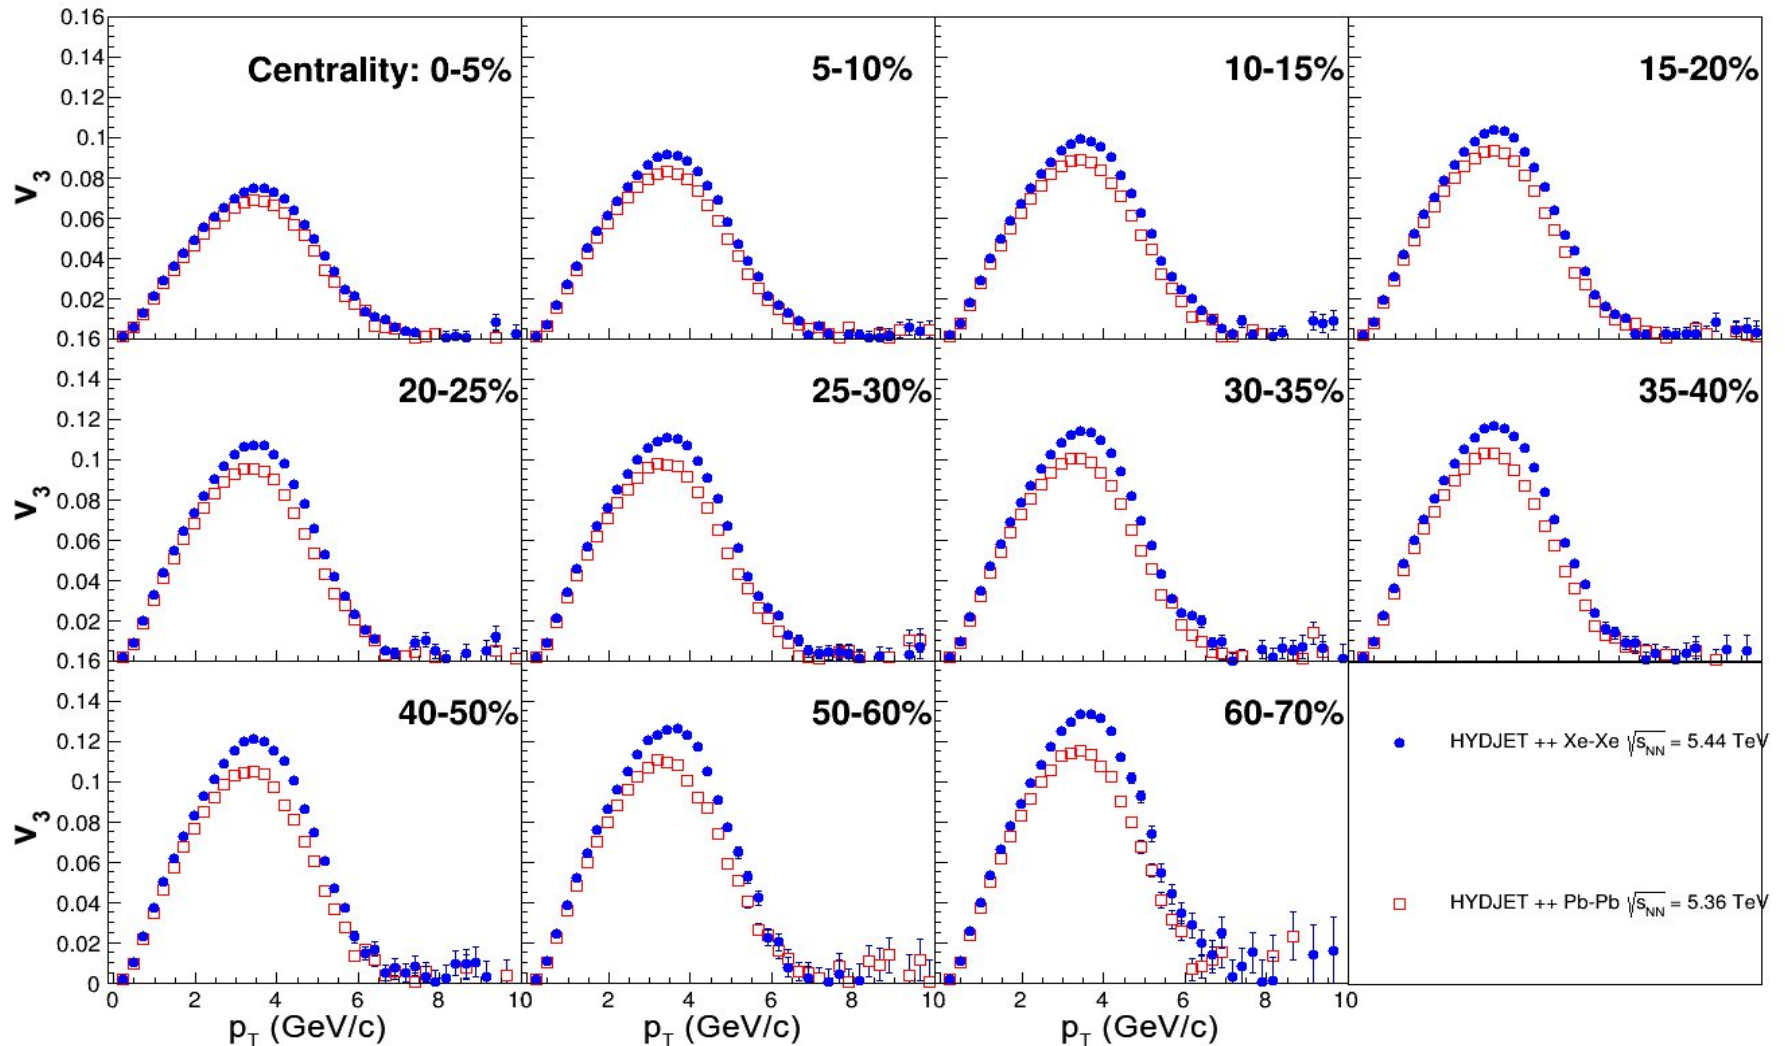 0.16
0.14
Centrality: 0-5% 5-10% 10-15% 15-20%
0.12
0.1
0.08
v3
0.06
0.04
0.02
0.16
0.14
20-25% 25-30% 30-35% 35-40%
0.12
0.1
0.08
v3
0.06
0.04
0.02
0.16
0.14
40-50% 50-60% 60-70%
0.12
HYDJET ++ Xe-Xe √sNN = 5.44 TeV
0.1
0.08
v3
0.06
0.04
HYDJET ++ Pb-Pb √sNN = 5.36 TeV
0.02
0
0 2 4 6 8 10 2 4 6 8 10 2 4 6 8 10
pT (GeV/c) pT (GeV/c) pT (GeV/c)